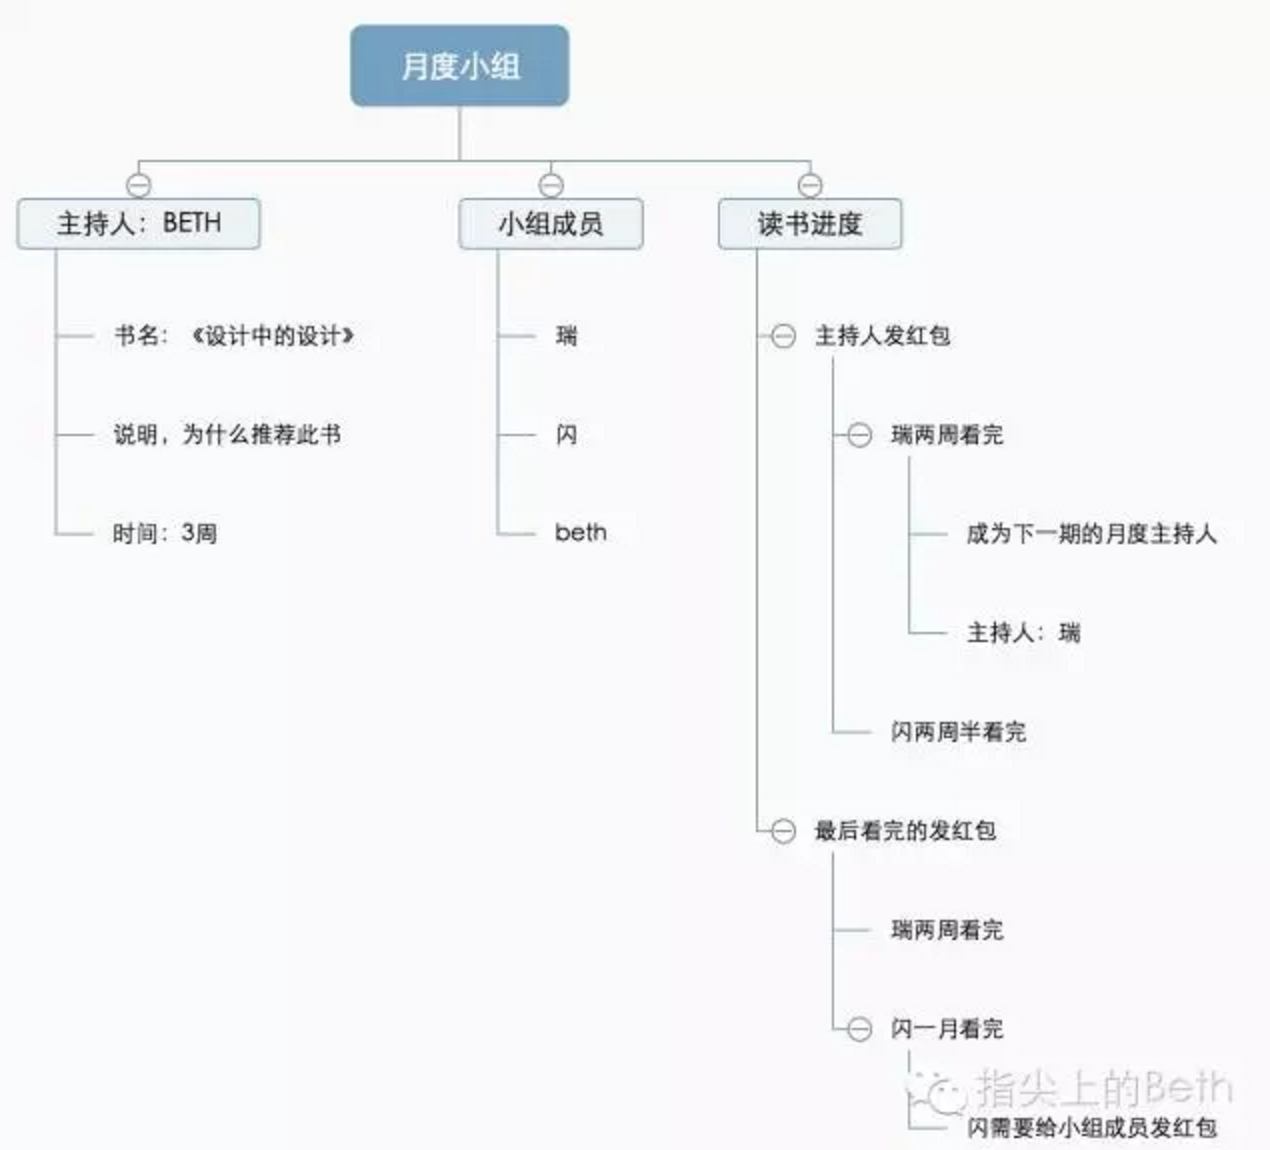 月度小组
主持人：BETH
小组成员
读书进度
书名：《设计中的设计》
瑞
主持人发红包
说明，为什么推荐此书
闪
瑞两周看完
时间：3周
beth
成为下一期的月度主持人
主持人：瑞
闪两周半看完
最后看完的发红包
瑞两周看完
闪一月看完
指尖上的Beth
闪需要给小组成员发红包